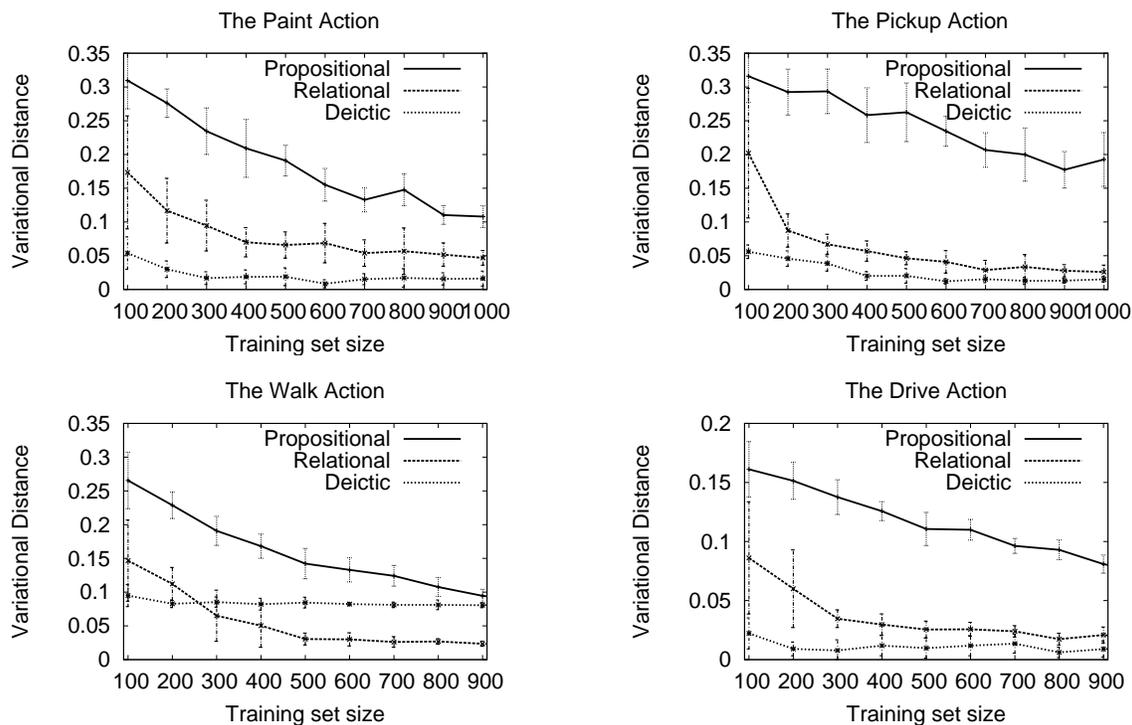 The Paint Action
0.35
0.3
0.25
0.2
0.15
0.1
0.05
0
Variational Distance
Propositional
Relational
Deictic
100 200 300 400 500 600 700 800 900 1000
Training set size
The Pickup Action
0.35
0.3
0.25
0.2
0.15
0.1
0.05
0
Variational Distance
Propositional
Relational
Deictic
100 200 300 400 500 600 700 800 900 1000
Training set size
The Walk Action
0.35
0.3
0.25
0.2
0.15
0.1
0.05
0
Variational Distance
Propositional
Relational
Deictic
100 200 300 400 500 600 700 800 900
Training set size
The Drive Action
0.2
0.15
0.1
0.05
0
Variational Distance
Propositional
Relational
Deictic
100 200 300 400 500 600 700 800 900
Training set size